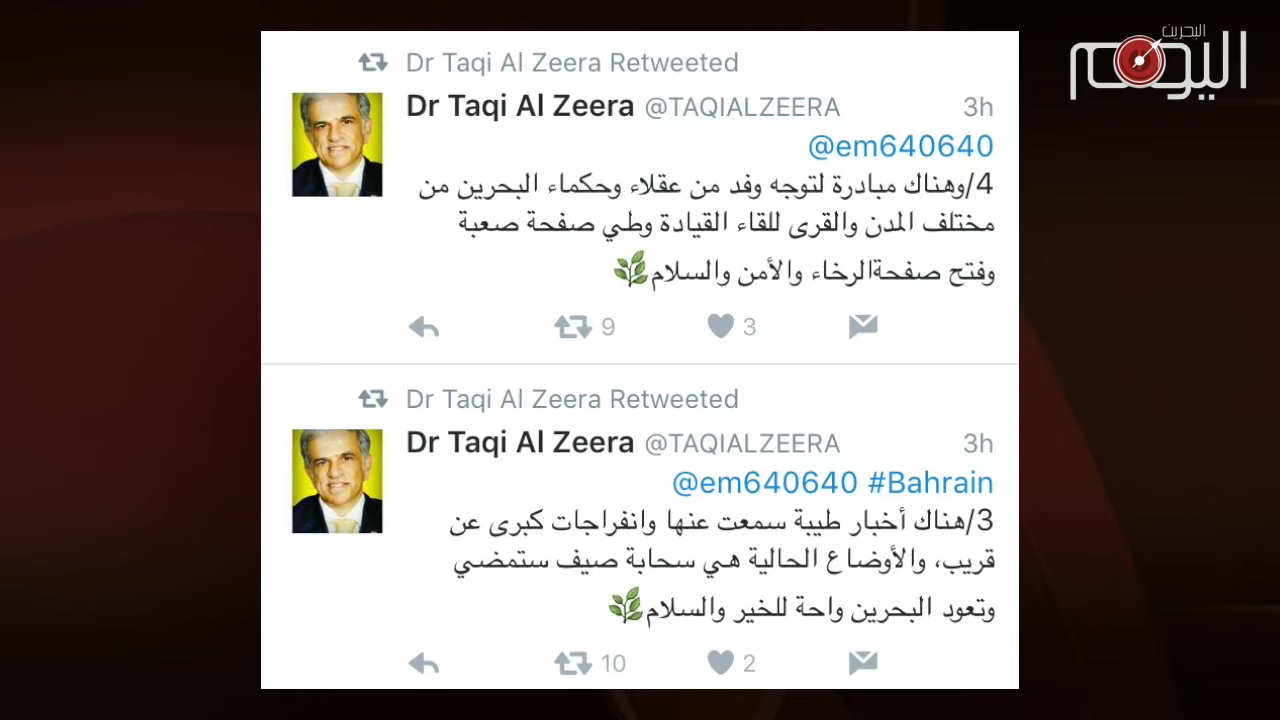 البحرين
اليوم
Dr Taqi Al Zeera Retweeted
Dr Taqi Al Zeera @TAQIALZEERA 3h
@em640640
4/وهناك مبادرة لتوجه وفد من عقلاء وحكماء البحرين من
مختلف المدن والقرى للقاء القيادة وطي صفحة صعبة
وفتح صفحةالرخاء والأمن والسلام🌿
9 3
Dr Taqi Al Zeera Retweeted
Dr Taqi Al Zeera @TAQIALZEERA 3h
@em640640 #Bahrain
3/هناك أخبار طيبة سمعت عنها وانفراجات كبرى عن
قريب، والأوضاع الحالية هي سحابة صيف ستمضي
وتعود البحرين واحة للخير والسلام🌿
10 2